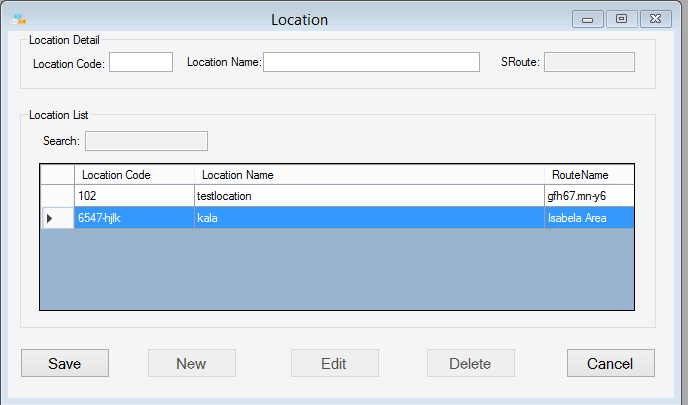 Location
Location Detail
Location Code: Location Name: SRoute:
Location List
Search:
Location Code Location Name RouteName
102 testlocation gfh67.mn-y6
6547-hjlk kala Isabela Area
Save New Edit Delete Cancel